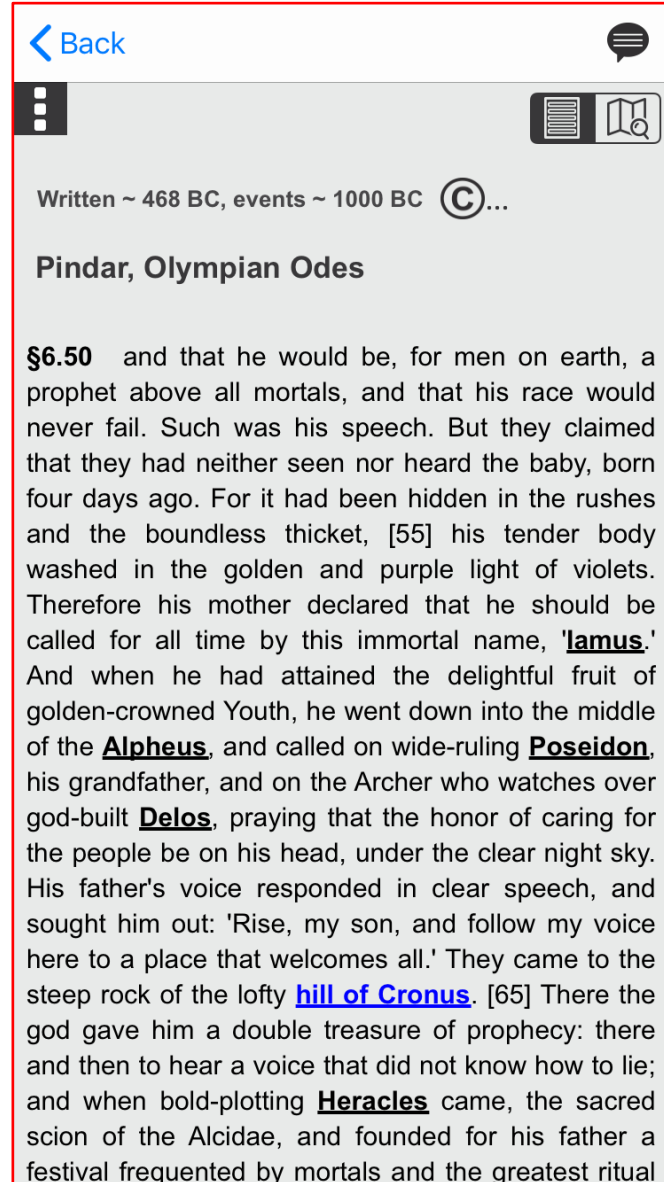 Back
Written ~ 468 BC, events ~ 1000 BC ©...
Pindar, Olympian Odes
§6.50 and that he would be, for men on earth, a
prophet above all mortals, and that his race would
never fail. Such was his speech. But they claimed
that they had neither seen nor heard the baby, born
four days ago. For it had been hidden in the rushes
and the boundless thicket, [55] his tender body
washed in the golden and purple light of violets.
Therefore his mother declared that he should be
called for all time by this immortal name, 'Iamus.'
And when he had attained the delightful fruit of
golden-crowned Youth, he went down into the middle
of the Alpheus, and called on wide-ruling Poseidon,
his grandfather, and on the Archer who watches over
god-built Delos, praying that the honor of caring for
the people be on his head, under the clear night sky.
His father's voice responded in clear speech, and
sought him out: 'Rise, my son, and follow my voice
here to a place that welcomes all.' They came to the
steep rock of the lofty hill of Cronus. [65] There the
god gave him a double treasure of prophecy: there
and then to hear a voice that did not know how to lie;
and when bold-plotting Heracles came, the sacred
scion of the Alcidae, and founded for his father a
festival frequented by mortals and the greatest ritual